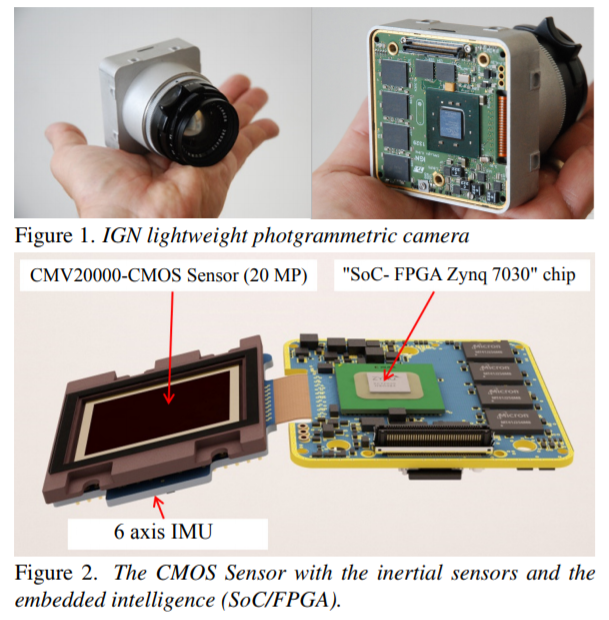 Figure 1. IGN lightweight photgrammetric camera
CMV20000-CMOS Sensor (20 MP)
"SoC- FPGA Zynq 7030" chip
6 axis IMU
Figure 2. The CMOS Sensor with the inertial sensors and the
embedded intelligence (SoC/FPGA).